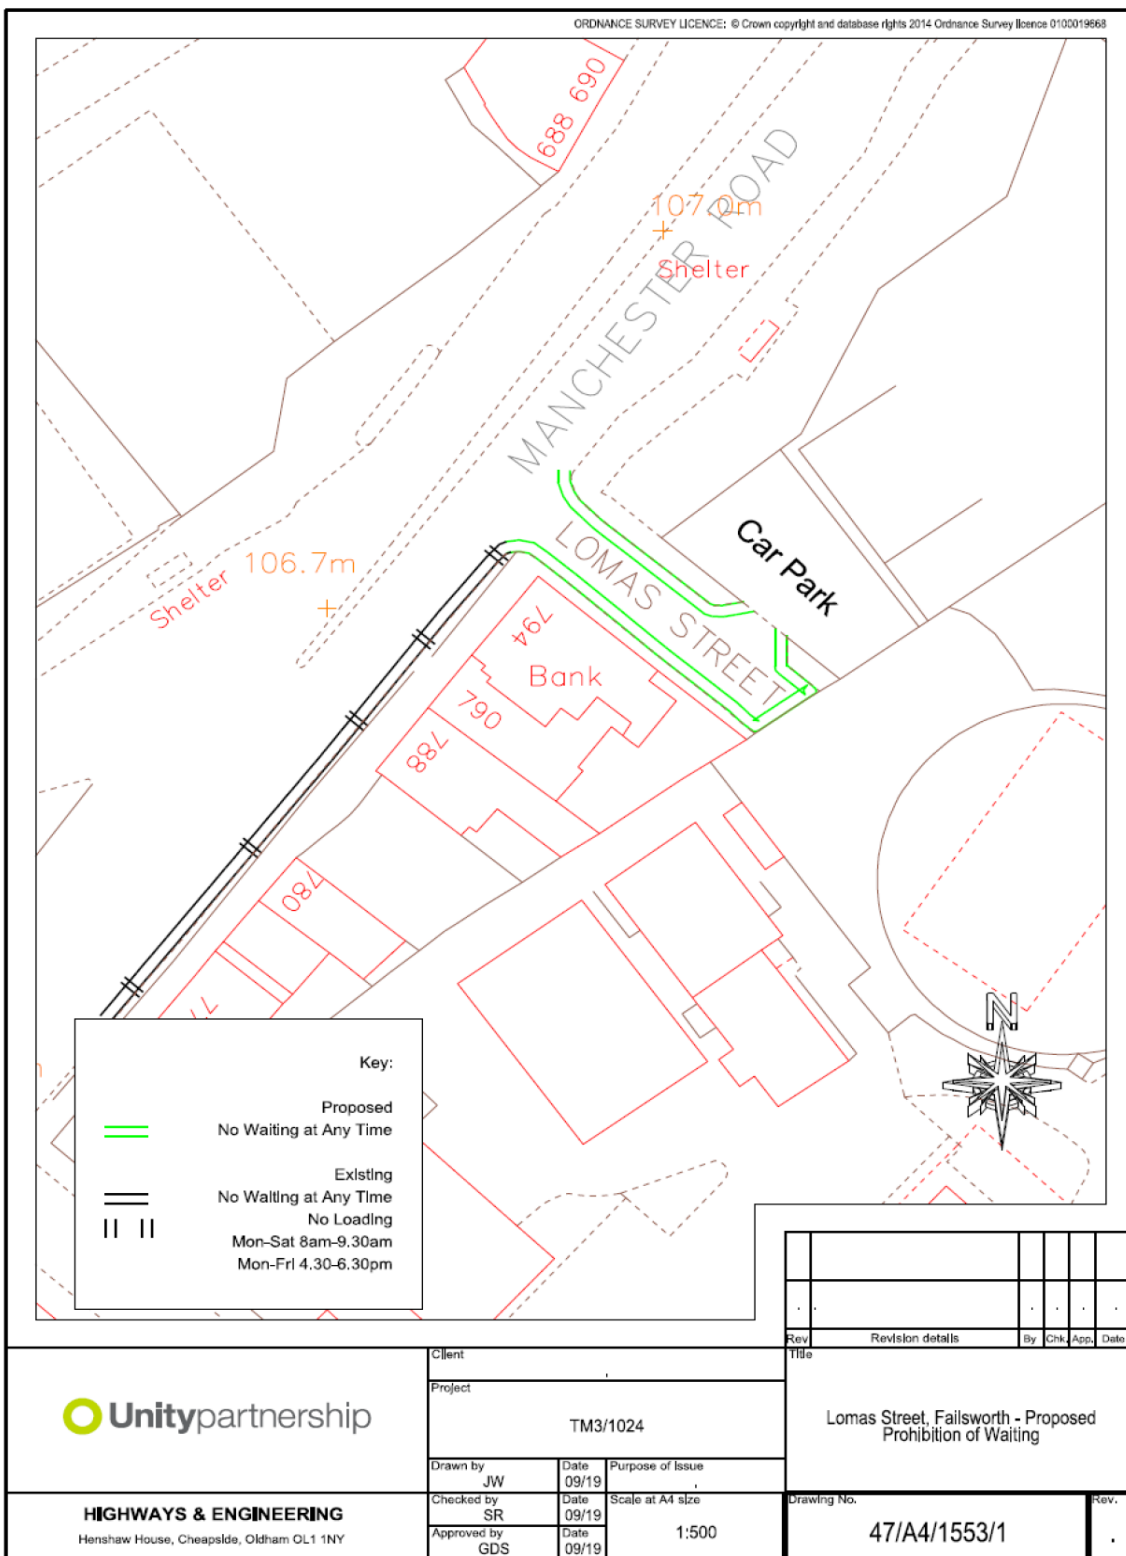 ORDNANCE SURVEY LICENCE: © Crown copyright and database rights 2014 Ordnance Survey licence 0100019668
688 690
MANCHESTER ROAD
107.0m
Shelter
106.7m
Shelter
LOMAS STREET
Car Park
794
Bank
790
788
780
77
N
Key:
Proposed
No Waiting at Any Time
Existing
No Waiting at Any Time
No Loading
Mon-Sat 8am-9.30am
Mon-Fri 4.30-6.30pm
Rev
Revision details
By
Chk.
App.
Date
Unitypartnership
HIGHWAYS & ENGINEERING
Henshaw House, Cheapside, Oldham OL1 1NY
Client
Project
TM3/1024
Drawn by
JW
Date
09/19
Purpose of Issue
Checked by
SR
Date
09/19
Scale at A4 size
1:500
Approved by
GDS
Date
09/19
Title
Lomas Street, Failsworth - Proposed
Prohibition of Waiting
Drawing No.
47/A4/1553/1
Rev.